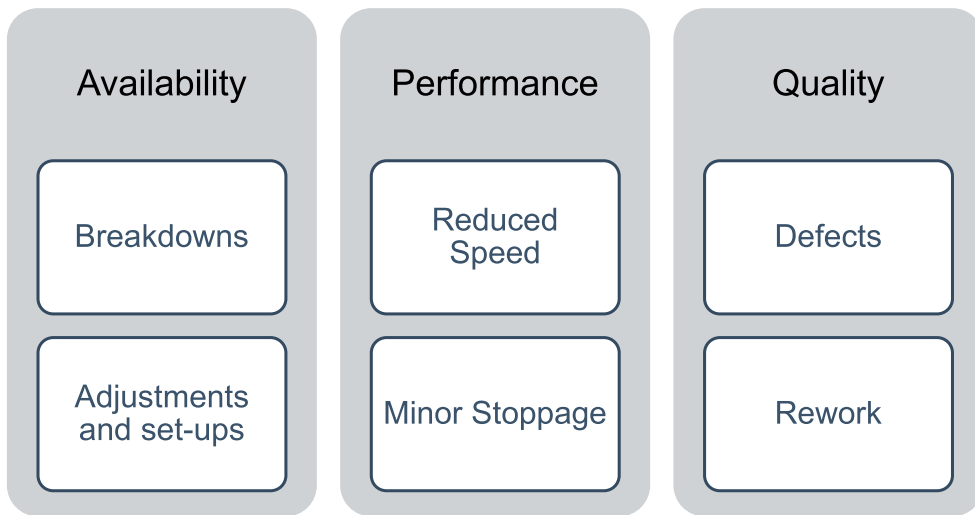 Availability
Breakdowns
Adjustments
and set-ups
Performance
Reduced
Speed
Minor Stoppage
Quality
Defects
Rework